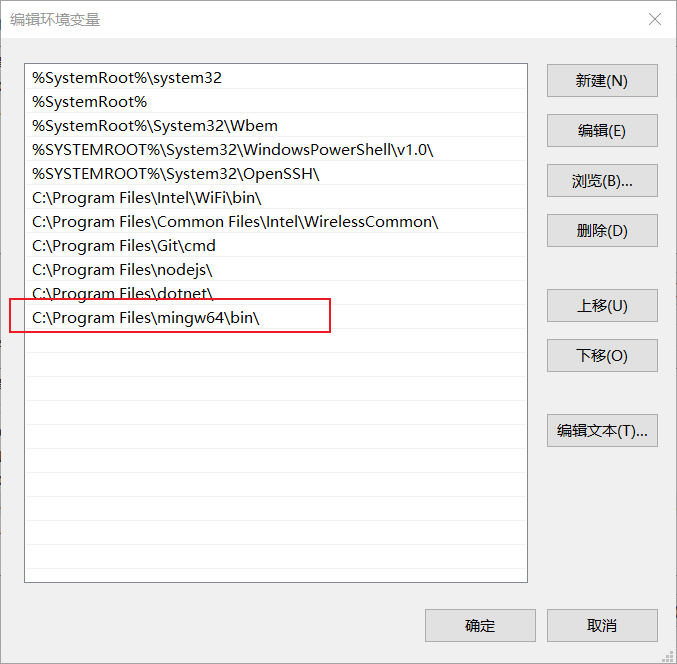 编辑环境变量
%SystemRoot%\system32
%SystemRoot%
%SystemRoot%\System32\Wbem
%SYSTEMROOT%\System32\WindowsPowerShell\v1.0\
%SYSTEMROOT%\System32\OpenSSH\
C:\Program Files\Intel\WiFi\bin\
C:\Program Files\Common Files\Intel\WirelessCommon\
C:\Program Files\Git\cmd
C:\Program Files\nodejs\
C:\Program Files\dotnet\
C:\Program Files\mingw64\bin\
新建(N)
编辑(E)
浏览(B)...
删除(D)
上移(U)
下移(O)
编辑文本(T)...
确定
取消